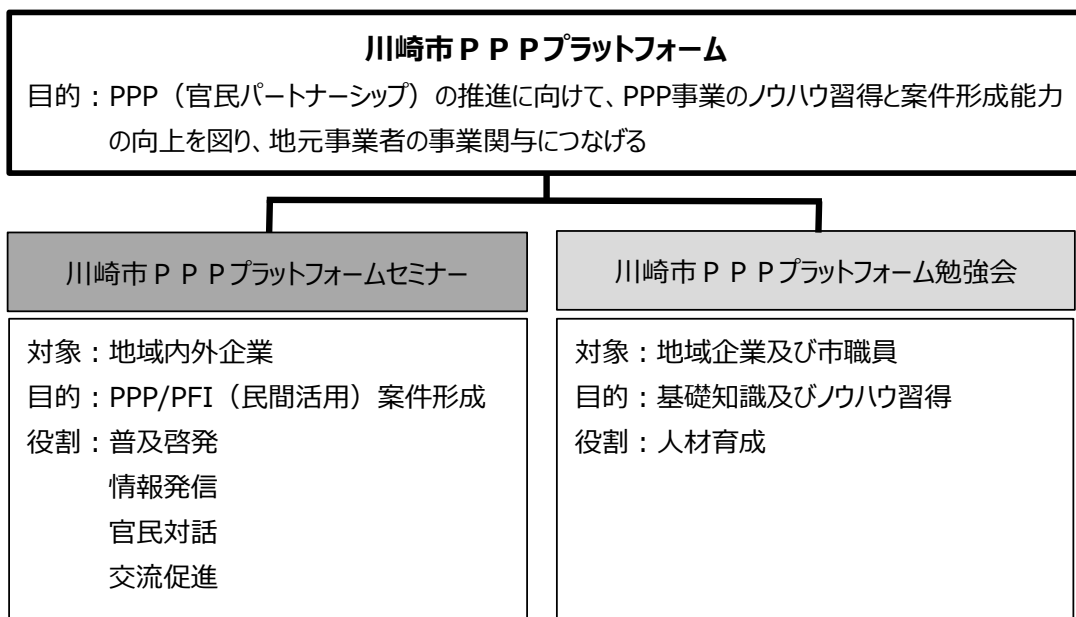 川崎市ＰＰＰプラットフォーム
目的：PPP（官民パートナーシップ）の推進に向けて、PPP事業のノウハウ習得と案件形成能力
の向上を図り、地元事業者の事業関与につなげる
川崎市ＰＰＰプラットフォームセミナー
対象：地域内外企業
目的：PPP/PFI（民間活用）案件形成
役割：普及啓発
情報発信
官民対話
交流促進
川崎市ＰＰＰプラットフォーム勉強会
対象：地域企業及び市職員
目的：基礎知識及びノウハウ習得
役割：人材育成